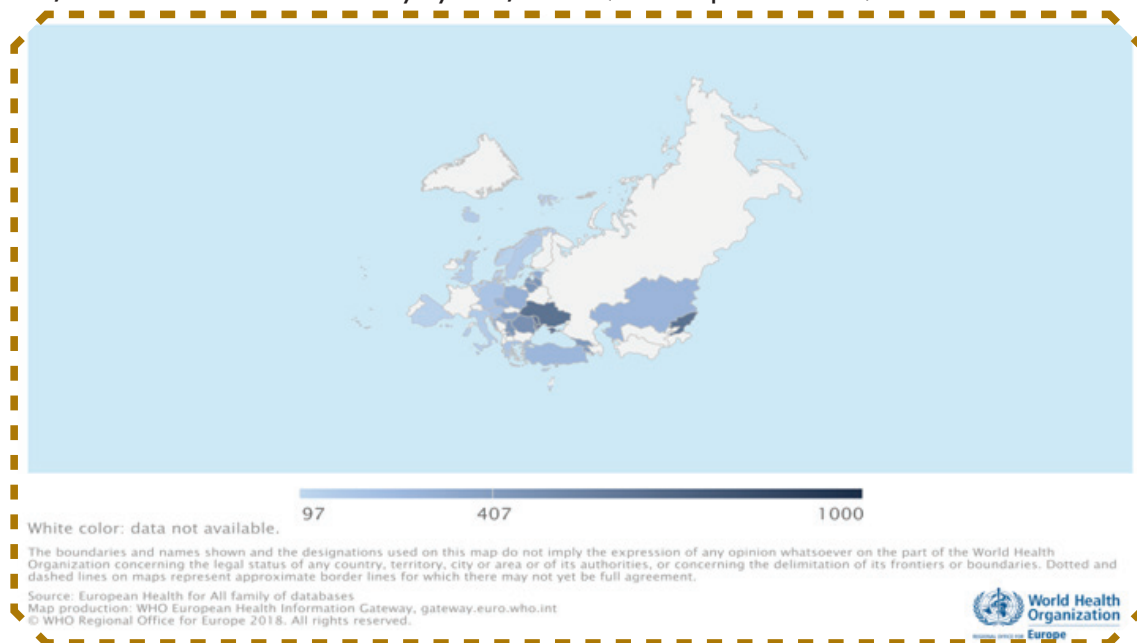 97 407 1000
White color: data not available.
The boundaries and names shown and the designations used on this map do not imply the expression of any opinion whatsoever on the part of the World Health
Organization concerning the legal status of any country, territory, city or area or of its authorities, or concerning the delimitation of its frontiers or boundaries. Dotted and
dashed lines on maps represent approximate border lines for which there may not yet be full agreement.
Source: European Health for All family of databases
Map production: WHO European Health Information Gateway, gateway.euro.who.int
© WHO Regional Office for Europe 2018. All rights reserved.
World Health
Organization
REGIONAL OFFICE FOR Europe